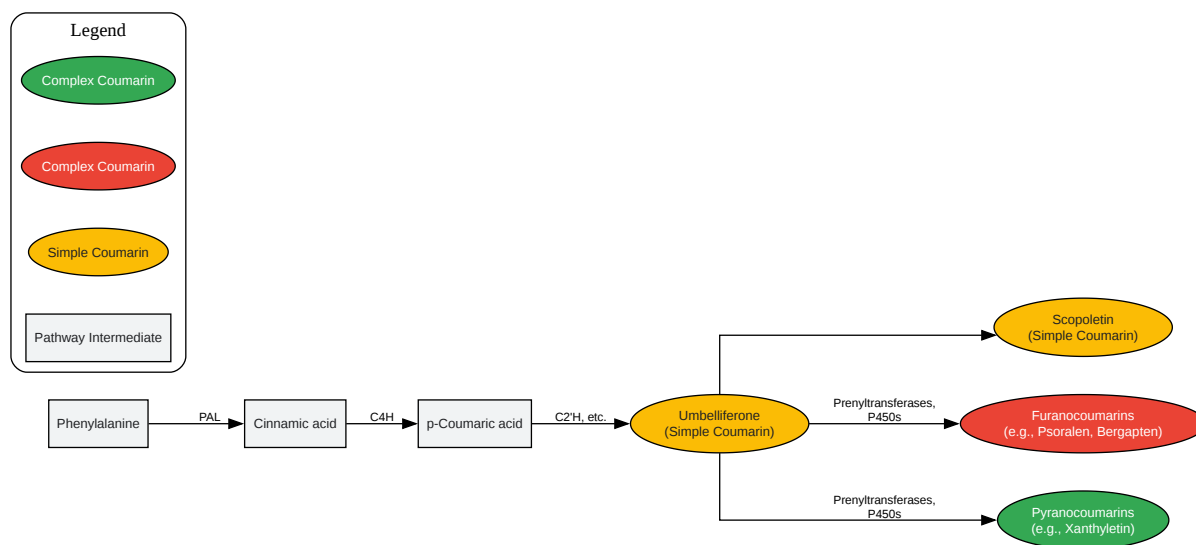 Legend
Complex Coumarin
Complex Coumarin
Simple Coumarin
Pathway Intermediate
Phenylalanine
PAL
Cinnamic acid
C4H
p-Coumaric acid
C2'H, etc.
Umbelliferone
(Simple Coumarin)
Scopoletin
(Simple Coumarin)
Prenyltransferases,
P450s
Furanocoumarins
(e.g., Psoralen, Bergapten)
Prenyltransferases,
P450s
Pyranocoumarins
(e.g., Xanthyletin)